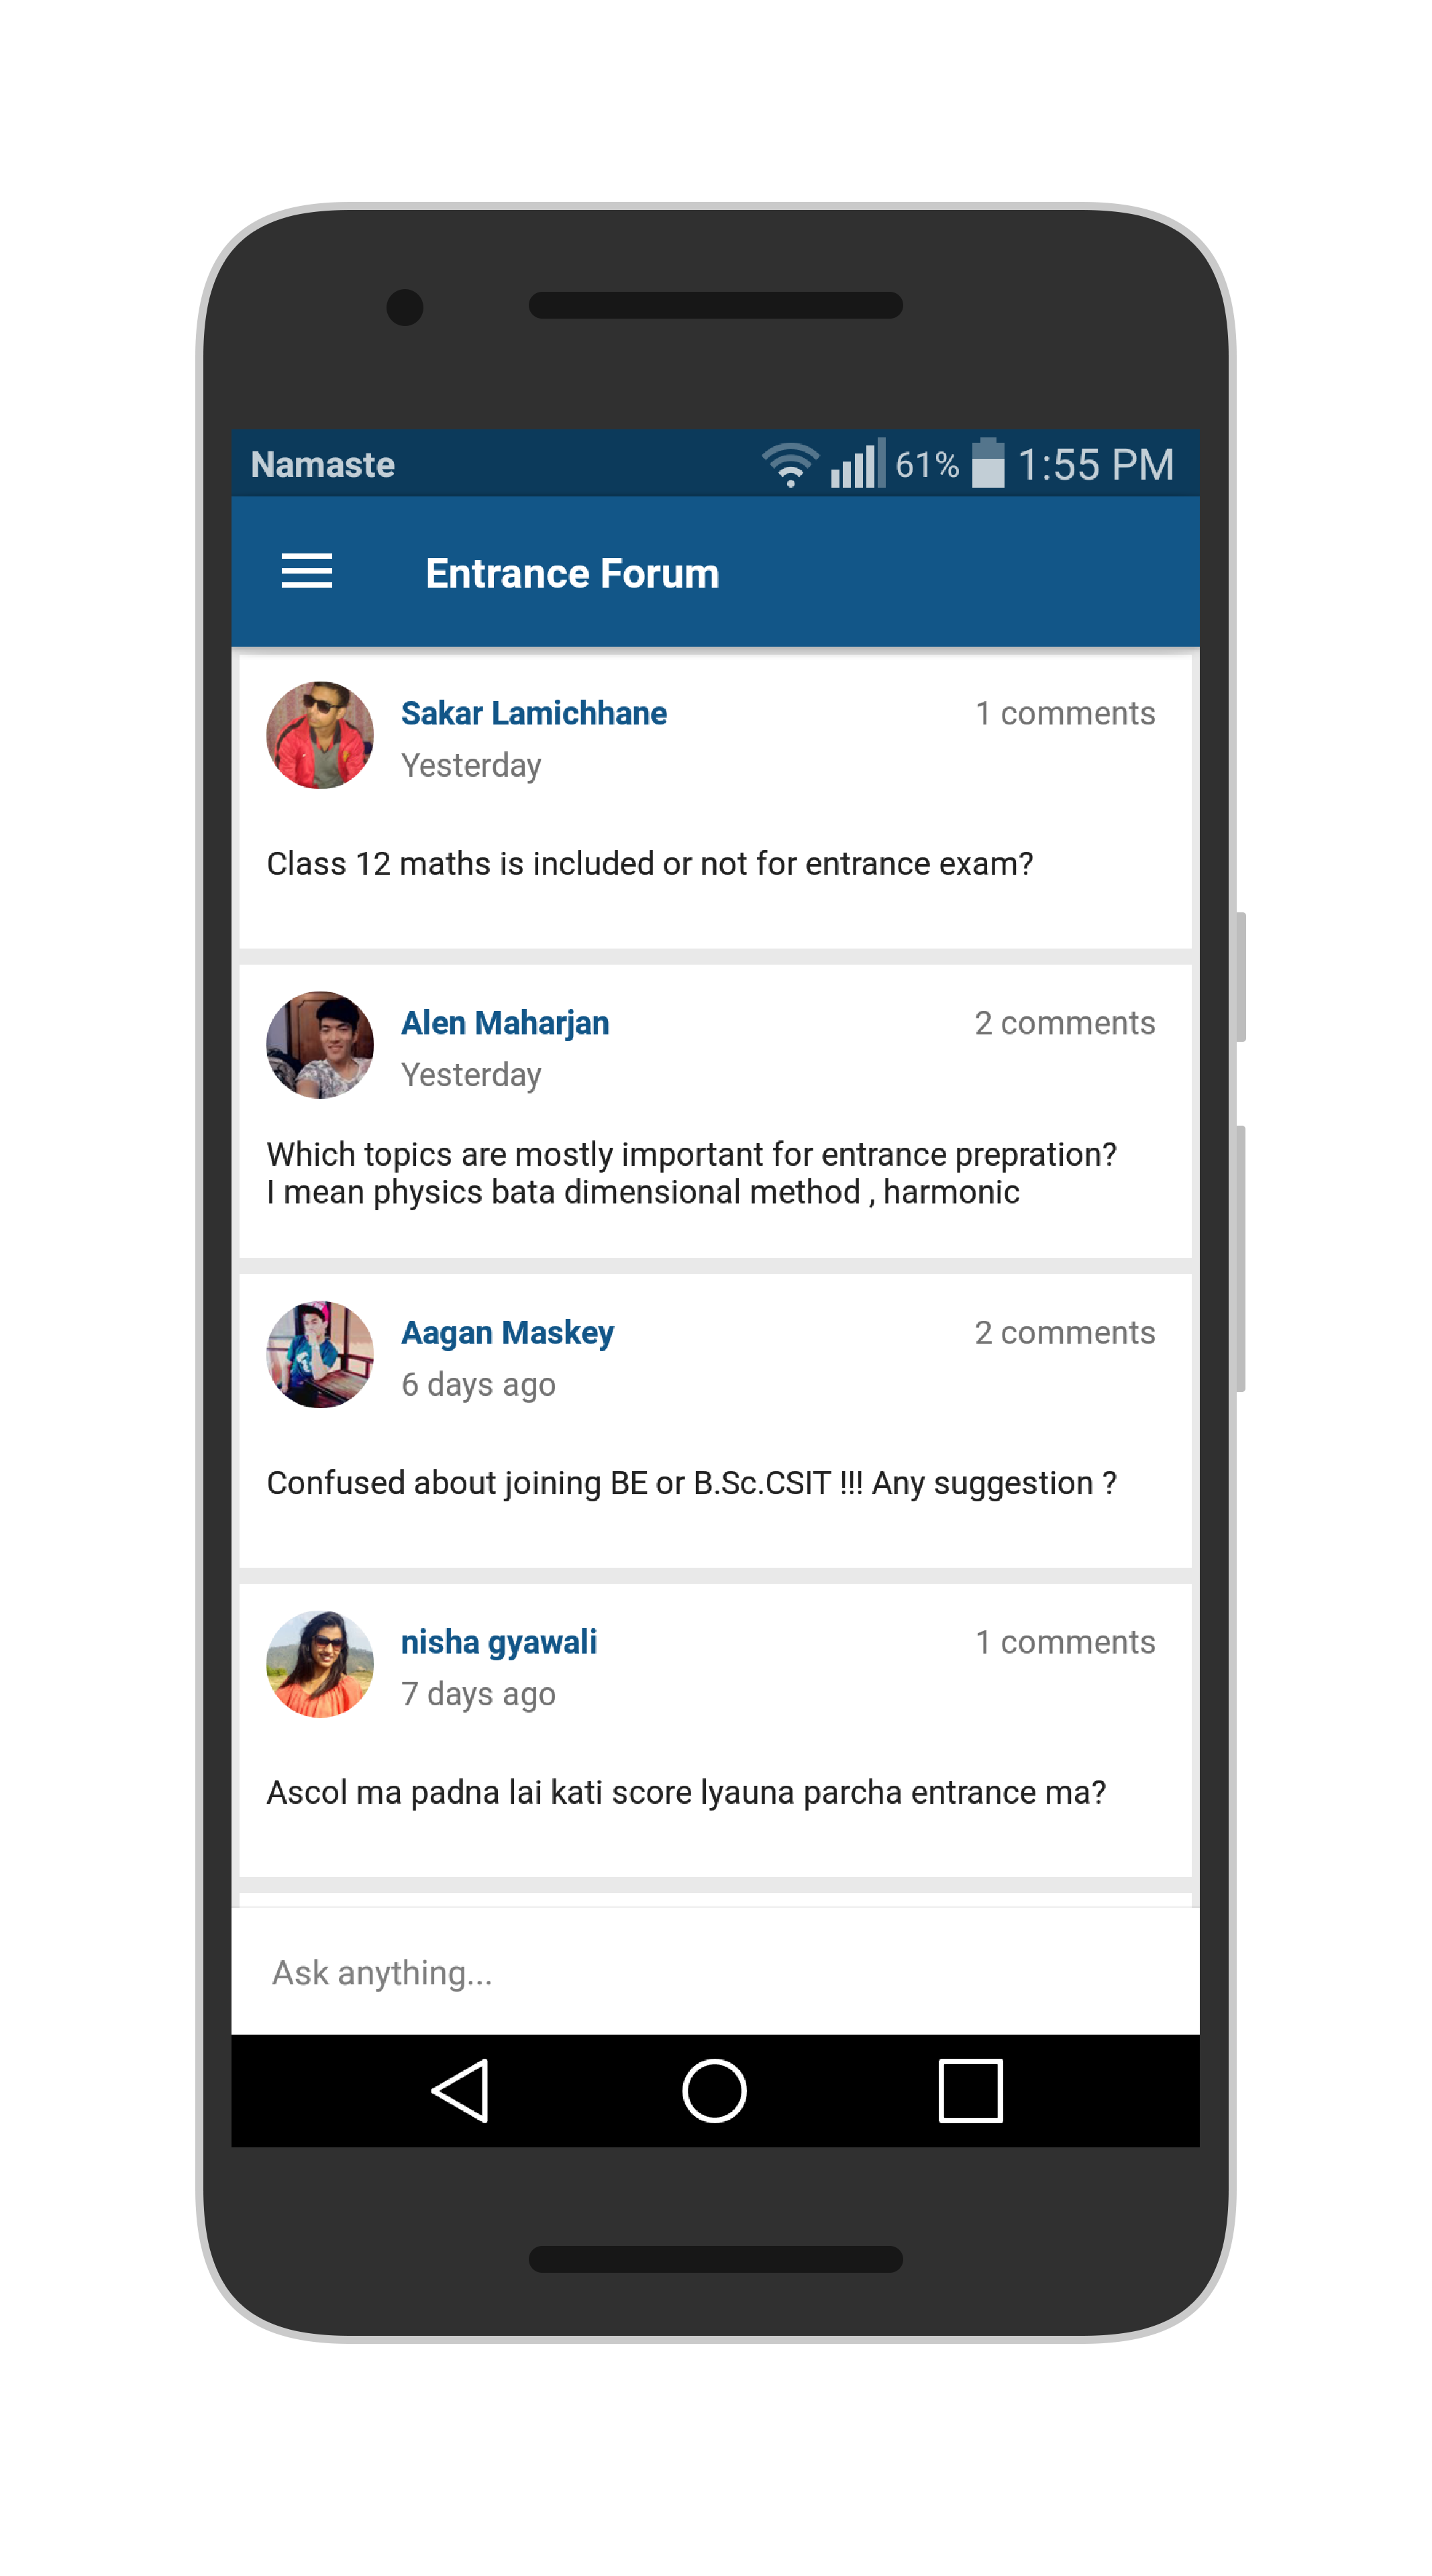 Namaste 61% 1:55 PM
Entrance Forum
Sakar Lamichhane 1 comments
Yesterday
Class 12 maths is included or not for entrance exam?
Alen Maharjan 2 comments
Yesterday
Which topics are mostly important for entrance prepration?
I mean physics bata dimensional method , harmonic
Aagan Maskey 2 comments
6 days ago
Confused about joining BE or B.Sc.CSIT !!! Any suggestion ?
nisha gyawali 1 comments
7 days ago
Ascol ma padna lai kati score lyauna parcha entrance ma?
Ask anything...